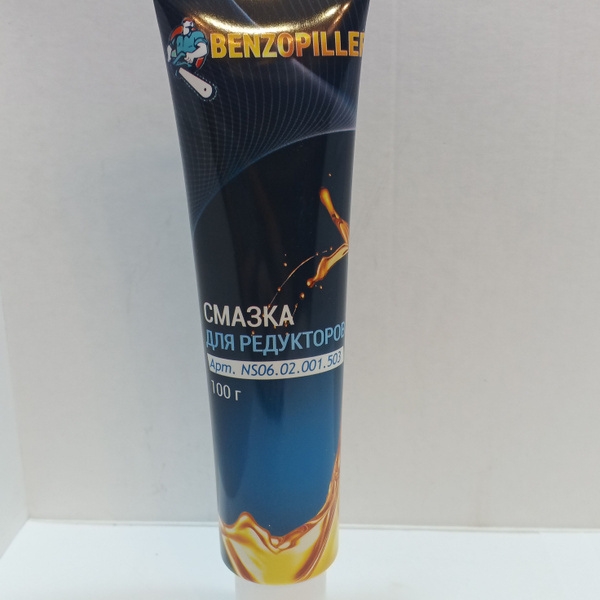 BENZOPILLER
СМАЗКА
ДЛЯ РЕДУКТОРОВ
Арт. NS06.02.001.503
100 г